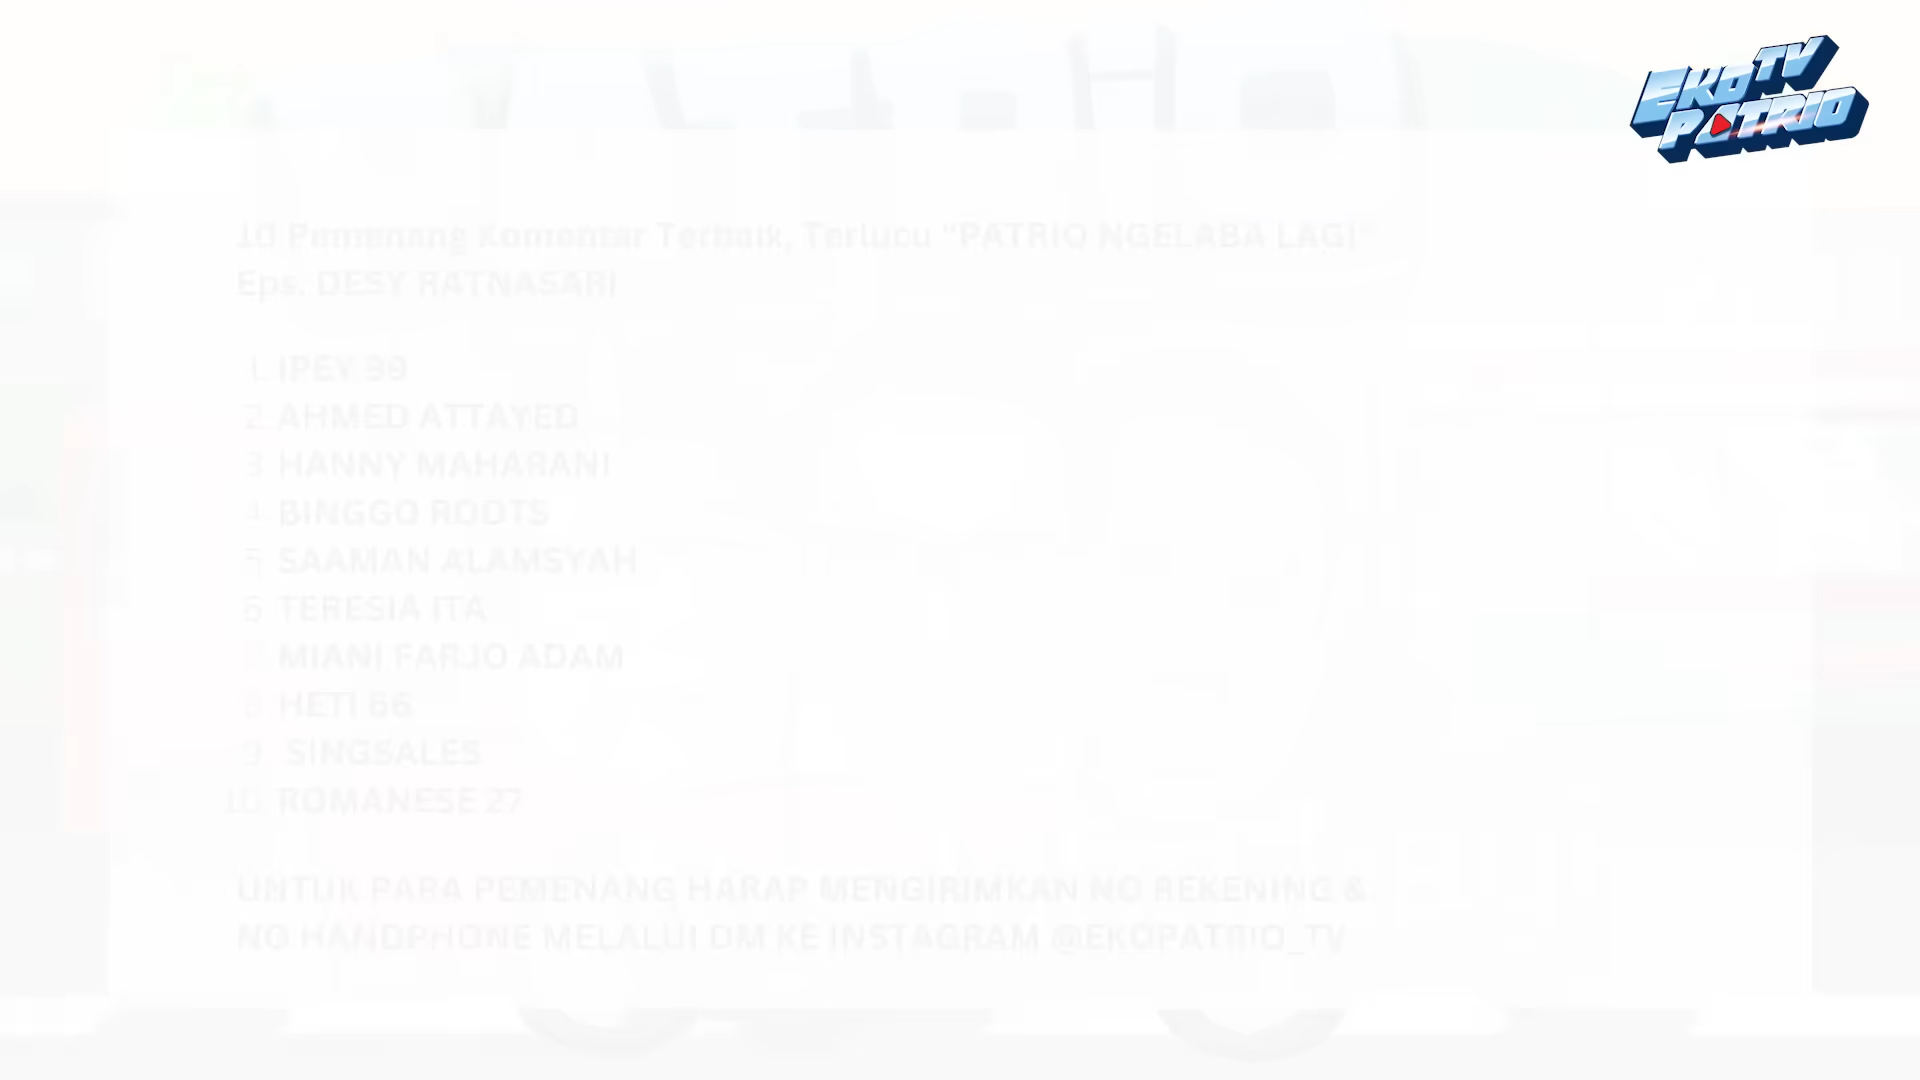 EKO TV
PATRIO
10 Pemenang Komentar Terbaik, Terlucu "PATRIO NGELABA LAGI"
Eps. DESY RATNASARI
1. IPEY 99
2. AHMED ATTAYED
3. HANNY MAHARANI
4. BINGGO ROOTS
5. SAAMAN ALAMSYAH
6. TERESIA ITA
MIANI FARJO ADAM
8. HETI 66
9. SINGSALES
10. ROMANESE 27
UNTUK PARA PEMENANG HARAP MENGIRIMKAN NO REKENING &
NO HANDPHONE MELALUI DM KE INSTAGRAM @EKOPATRIO_TV